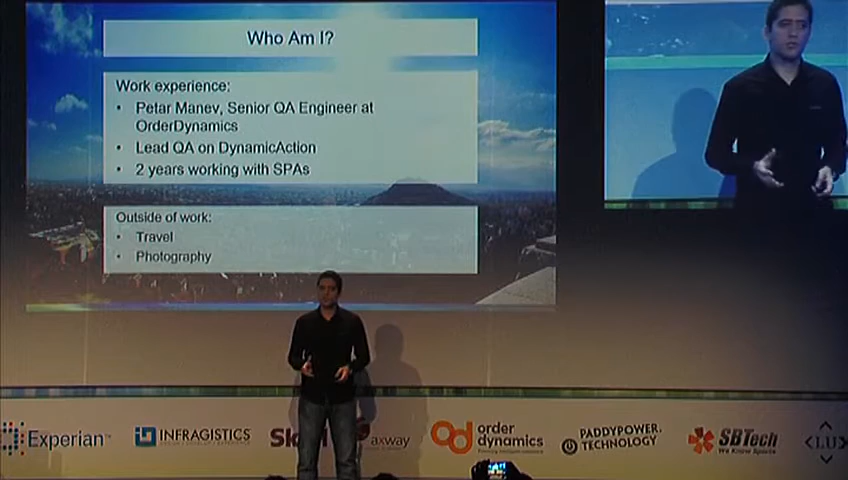 Who Am I?
Work experience:
• Petar Manev, Senior QA Engineer at
OrderDynamics
• Lead QA on DynamicAction
• 2 years working with SPAs
Outside of work:
• Travel
• Photography
Experian™
INFRAGISTICS
axway
order
dynamics
PADDYPOWER.
TECHNOLOGY
SBTech
We Know Sports